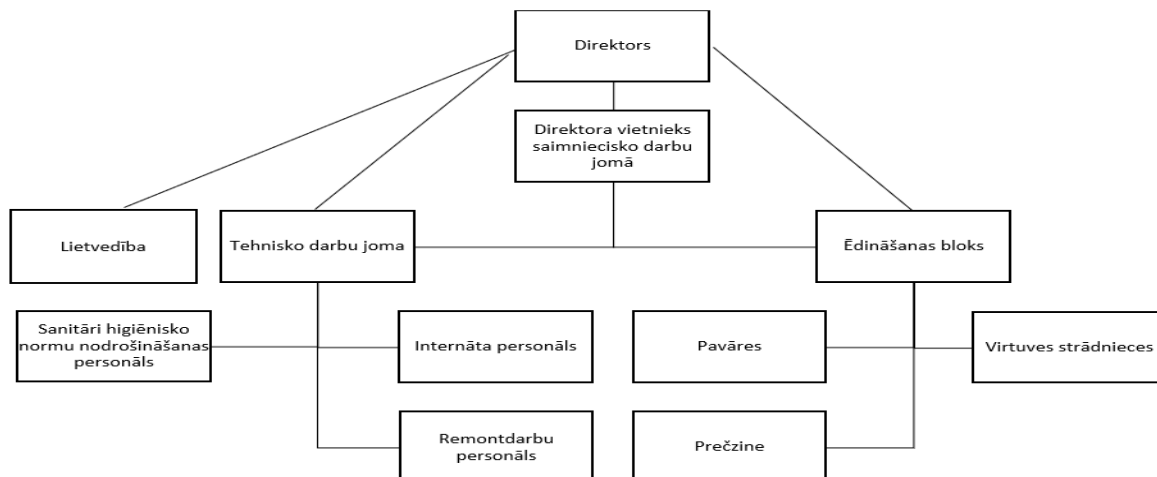 Direktors
Direktora vietnieks
saimniecisko darbu
jomā
Lietvedība
Tehnisko darbu joma
Ēdināšanas bloks
Sanitāri higiēnisko
normu nodrošināšanas
personāls
Internāta personāls
Pavāres
Virtuves strādnieces
Remontdarbu
personāls
Prečzine